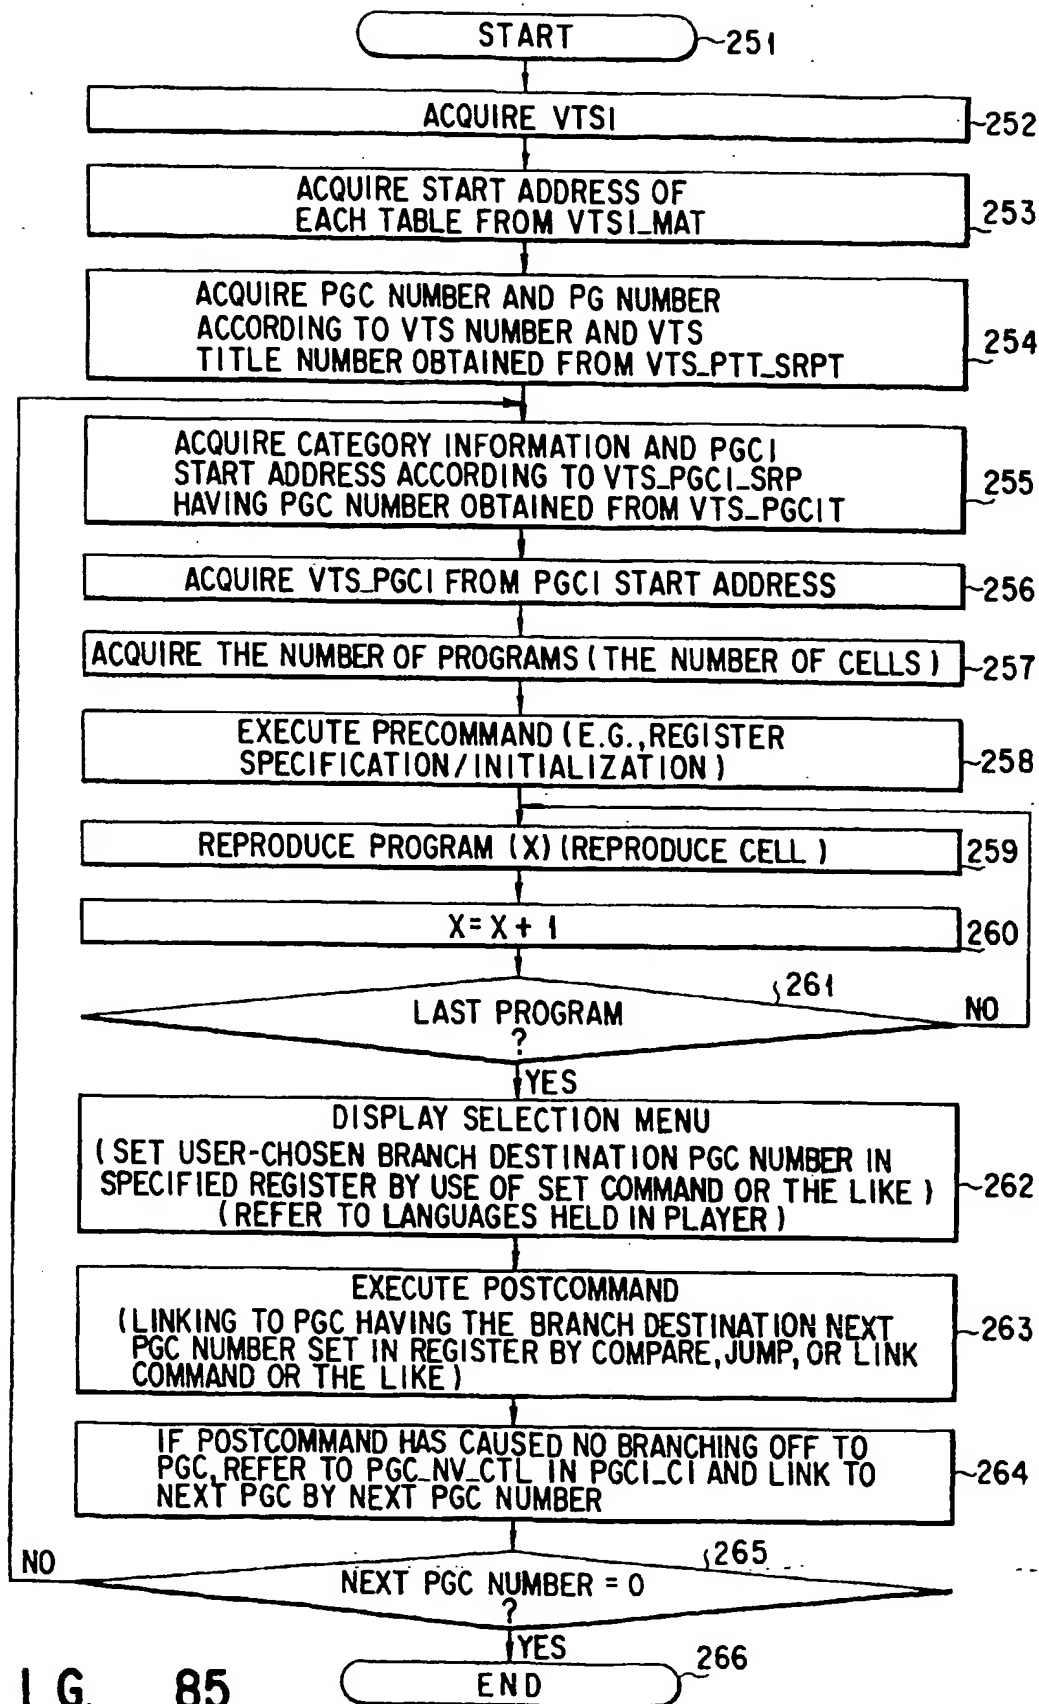 START
251
ACQUIRE VTSI
252
ACQUIRE START ADDRESS OF
EACH TABLE FROM VTSI_MAT
253
ACQUIRE PGC NUMBER AND PG NUMBER
ACCORDING TO VTS NUMBER AND VTS
TITLE NUMBER OBTAINED FROM VTS_PTT_SRPT
254
ACQUIRE CATEGORY INFORMATION AND PGCI
START ADDRESS ACCORDING TO VTS_PGCI_SRP
HAVING PGC NUMBER OBTAINED FROM VTS_PGCIT
255
ACQUIRE VTS_PGCI FROM PGCI START ADDRESS
256
ACQUIRE THE NUMBER OF PROGRAMS (THE NUMBER OF CELLS)
257
EXECUTE PRECOMMAND (E.G., REGISTER
SPECIFICATION/INITIALIZATION)
258
REPRODUCE PROGRAM (X) (REPRODUCE CELL)
259
X = X + 1
260
261
LAST PROGRAM
?
NO
YES
DISPLAY SELECTION MENU
(SET USER-CHOSEN BRANCH DESTINATION PGC NUMBER IN
SPECIFIED REGISTER BY USE OF SET COMMAND OR THE LIKE)
(REFER TO LANGUAGES HELD IN PLAYER)
262
EXECUTE POSTCOMMAND
(LINKING TO PGC HAVING THE BRANCH DESTINATION NEXT
PGC NUMBER SET IN REGISTER BY COMPARE, JUMP, OR LINK
COMMAND OR THE LIKE)
263
IF POSTCOMMAND HAS CAUSED NO BRANCHING OFF TO
PGC, REFER TO PGC_NV_CTL IN PGCI_CI AND LINK TO
NEXT PGC BY NEXT PGC NUMBER
264
265
NO
NEXT PGC NUMBER = 0
?
YES
END
266
I G. 85